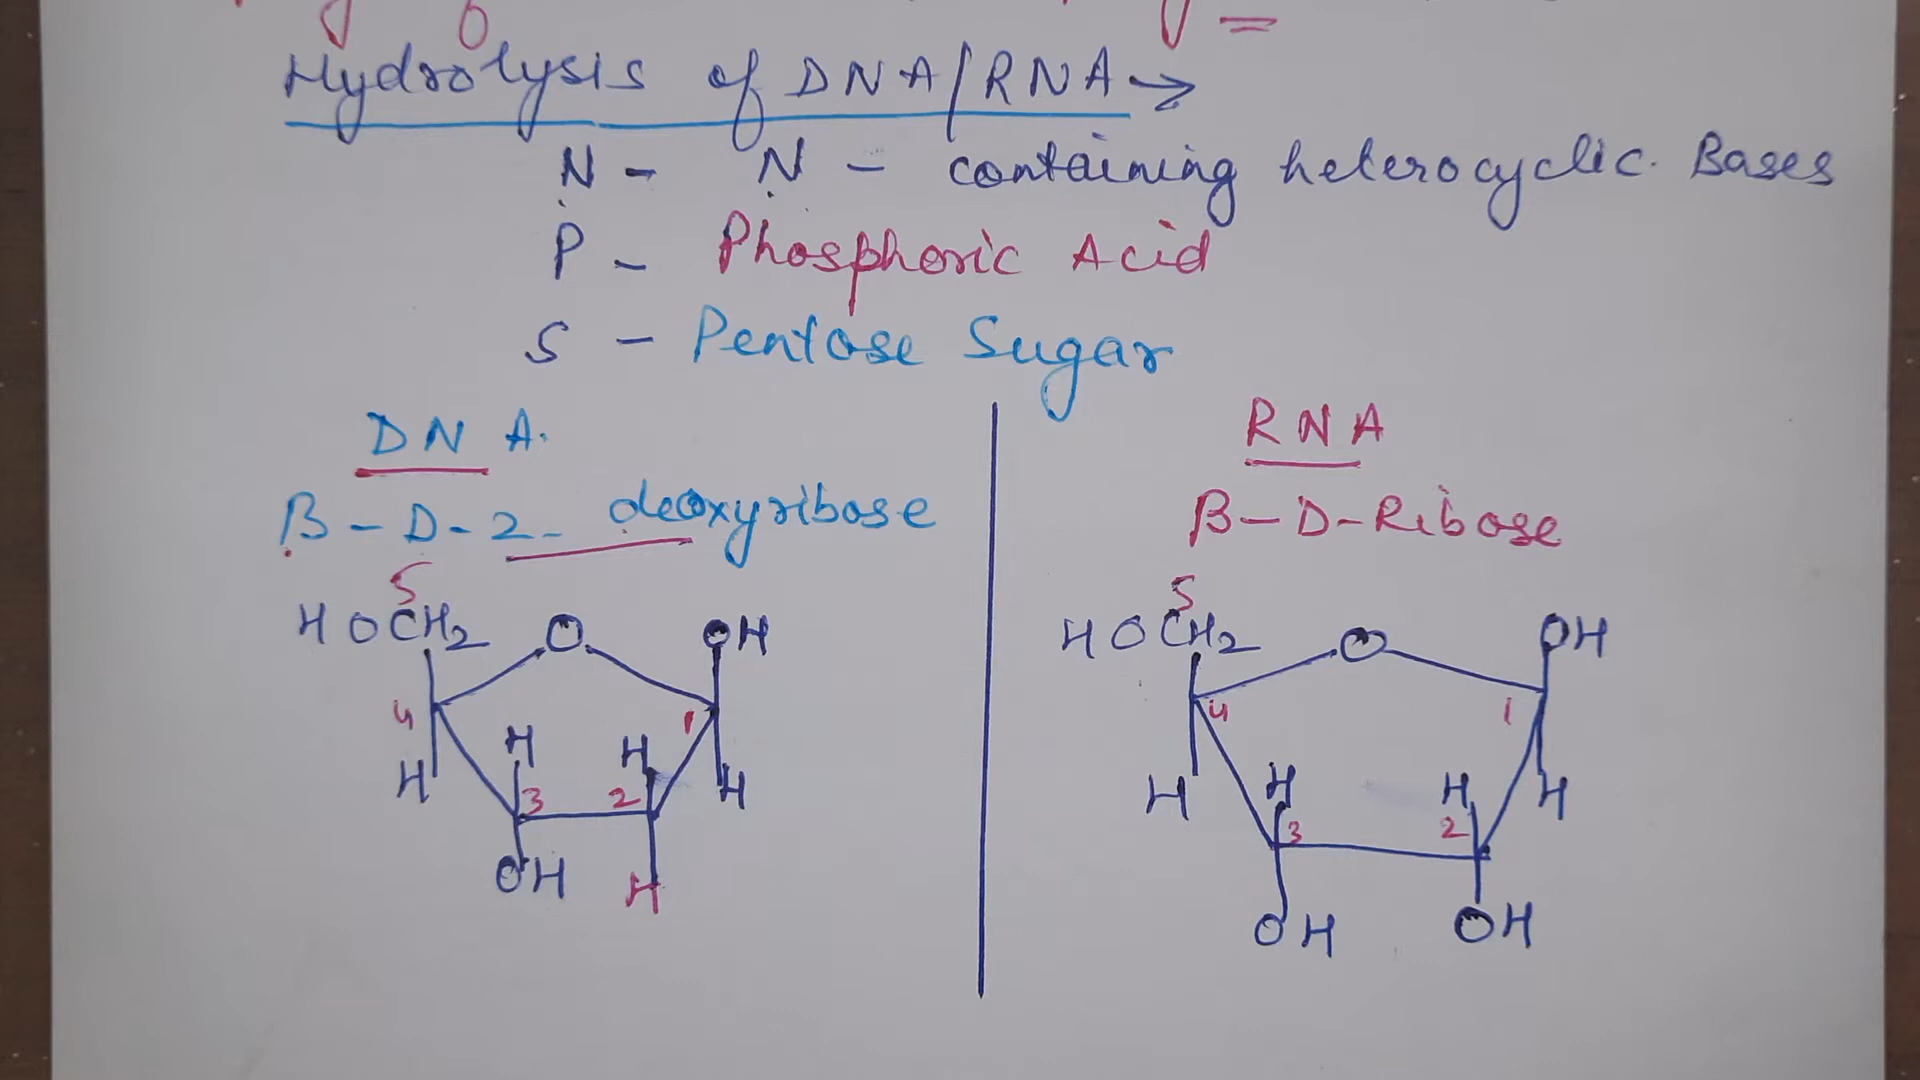 Hydrolysis of DNA/RNA →
N - N - containing heterocyclic. Bases
P - Phosphoric Acid
S - Pentose Sugar
DNA.
β-D-2-deoxyribose
5
HOCH2 O OH
4 1
H H H H
3 2
OH H
RNA
β-D-Ribose
5
HOCH2 O OH
4 1
H H H H
3 2
OH OH